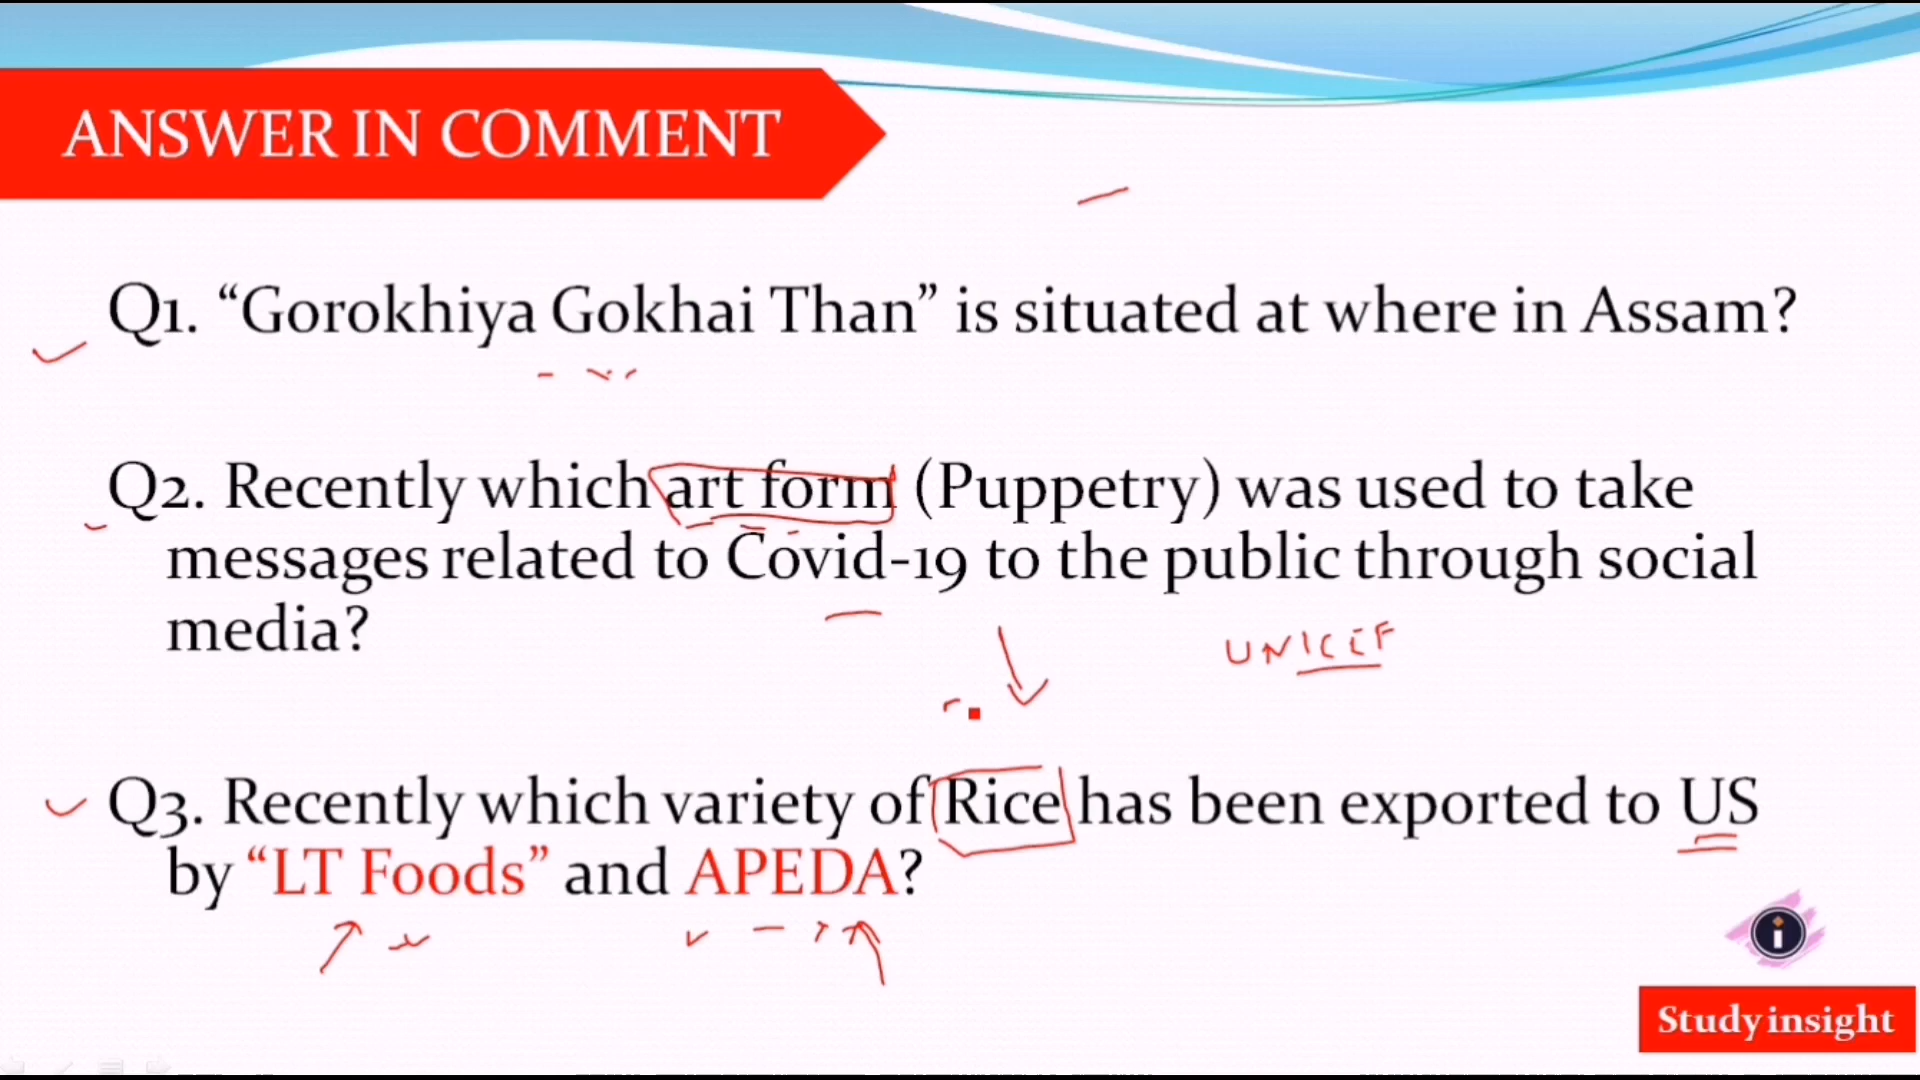 ANSWER IN COMMENT
Q1. “Gorokhiya Gokhai Than” is situated at where in Assam?
Q2. Recently which art form (Puppetry) was used to take
messages related to Covid-19 to the public through social
media?
UNICEF
Q3. Recently which variety of Rice has been exported to US
by “LT Foods” and APEDA?
i
Study insight